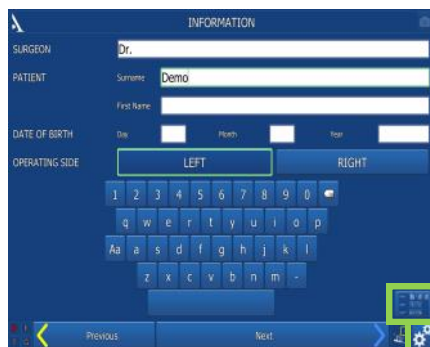 INFORMATION
SURGEON Dr.
PATIENT Surname Demo
First Name
DATE OF BIRTH Day Month Year
OPERATING SIDE LEFT RIGHT
1 2 3 4 5 6 7 8 9 0
q w e r t y u i o p
Aa a s d f g h j k l
z x c v b n m -
Previous Next